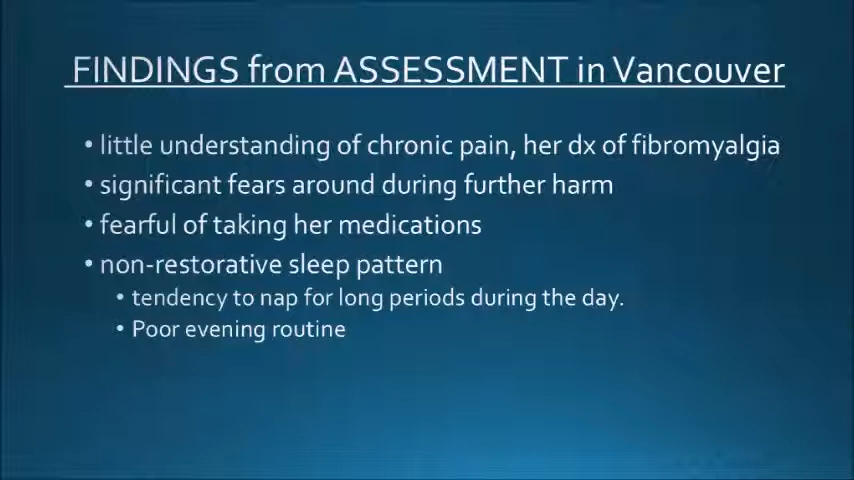 FINDINGS from ASSESSMENT in Vancouver
• little understanding of chronic pain, her dx of fibromyalgia
• significant fears around during further harm
• fearful of taking her medications
• non-restorative sleep pattern
• tendency to nap for long periods during the day.
• Poor evening routine